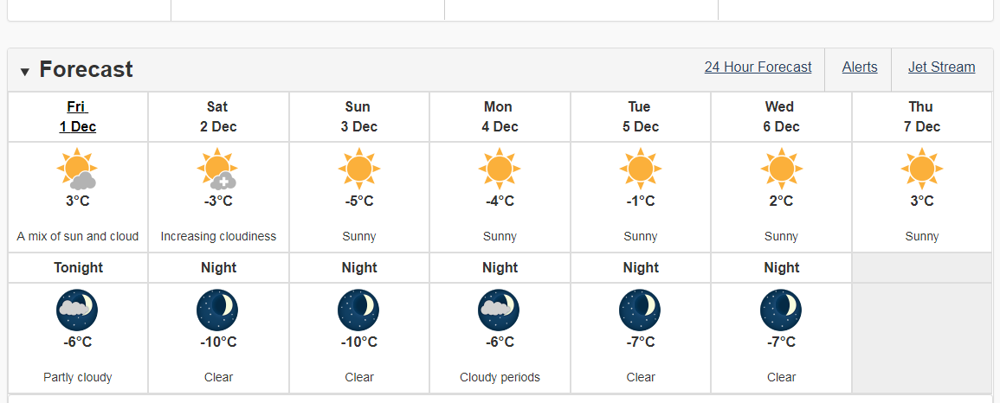 ▼ Forecast
24 Hour Forecast
Alerts
Jet Stream
Fri Sat Sun Mon Tue Wed Thu
1 Dec 2 Dec 3 Dec 4 Dec 5 Dec 6 Dec 7 Dec
3°C -3°C -5°C -4°C -1°C 2°C 3°C
A mix of sun and cloud Increasing cloudiness Sunny Sunny Sunny Sunny Sunny
Tonight Night Night Night Night Night
-6°C -10°C -10°C -6°C -7°C -7°C
Partly cloudy Clear Clear Cloudy periods Clear Clear